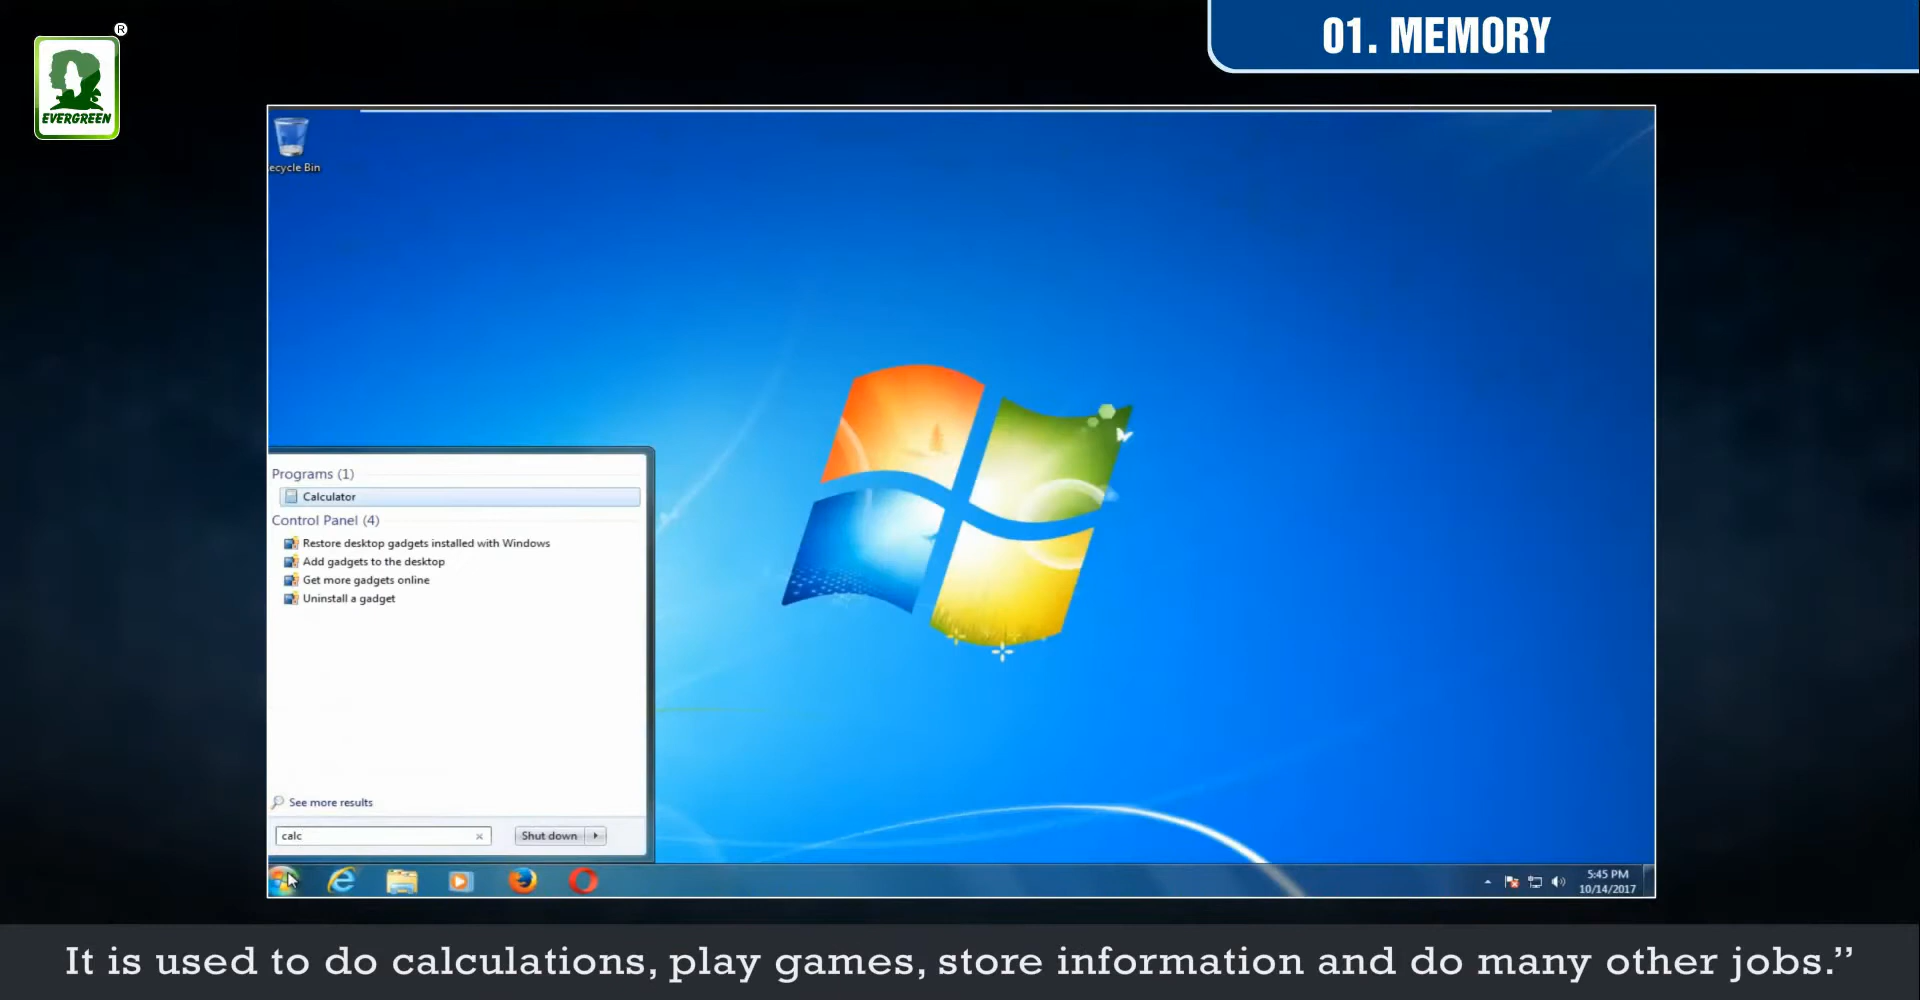 ®
EVERGREEN
01. MEMORY
ecycle Bin
Programs (1)
Calculator
Control Panel (4)
Restore desktop gadgets installed with Windows
Add gadgets to the desktop
Get more gadgets online
Uninstall a gadget
See more results
calc
Shut down
5:45 PM
10/14/2017
It is used to do calculations, play games, store information and do many other jobs.”